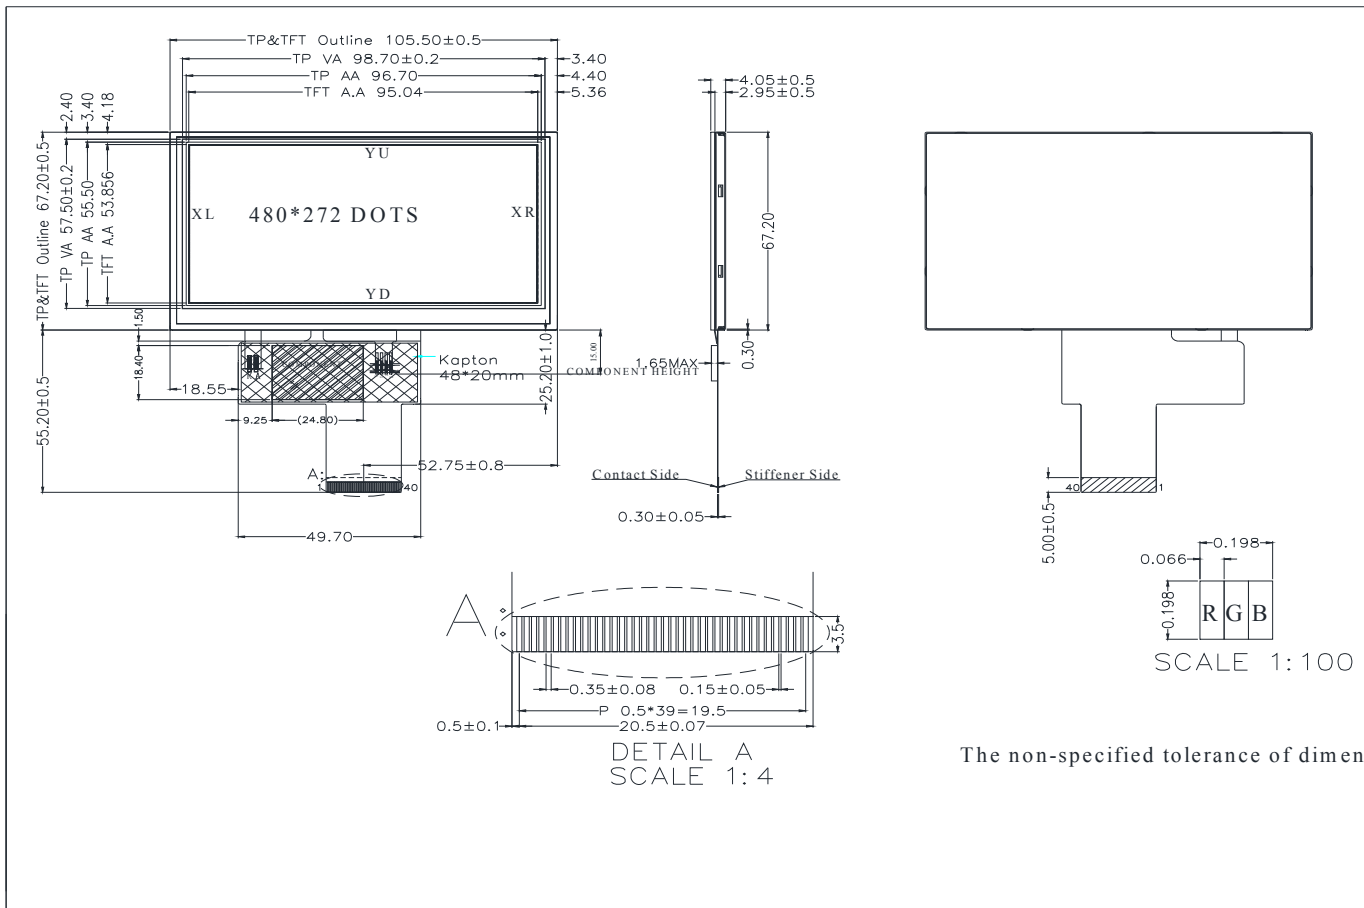 TP&TFT Outline 105.50±0.5
TP VA 98.70±0.2
3.40
TP AA 96.70
4.40
TFT A.A 95.04
5.36
2.40
3.40
4.18
TP&TFT Outline 67.20±0.5
TP VA 57.50±0.2
TP AA 55.50
TFT A.A 53.856
YU
XL
480*272 DOTS
XR
YD
4.05±0.5
2.95±0.5
67.20
0.30
1.50
18.40
55.20±0.5
18.55
9.25
(24.80)
Kapton
48*20mm
25.20±1.0
15.00
1.65MAX
COMPONENT HEIGHT
52.75±0.8
A:
1
40
49.70
Contact Side
Stiffener Side
0.30±0.05
40
1
5.00±0.5
0.198
0.066
0.198
R G B
SCALE 1:100
A
3.5
0.35±0.08
0.15±0.05
P 0.5*39=19.5
0.5±0.1
20.5±0.07
DETAIL A
SCALE 1:4
The non-specified tolerance of dimen